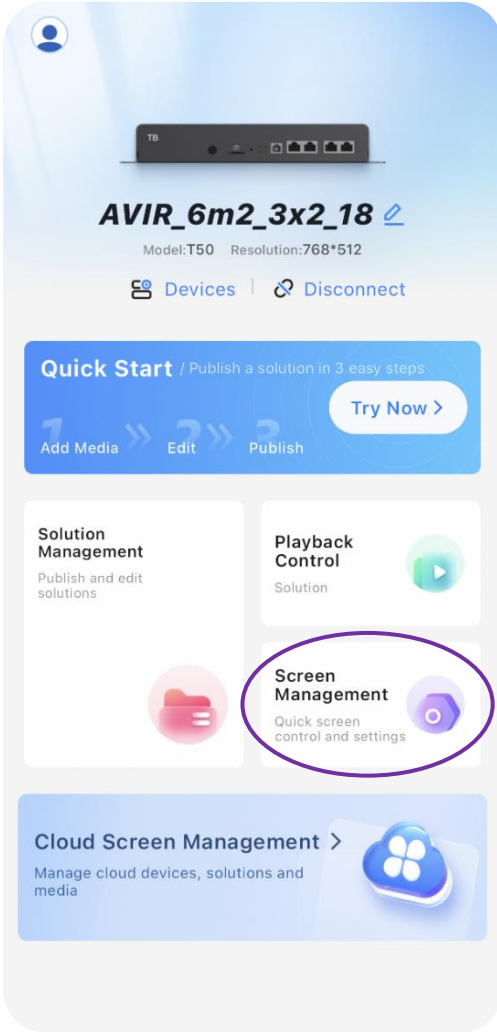 TB
AVIR_6m2_3x2_18
Model:T50 Resolution:768*512
Devices Disconnect
Quick Start / Publish a solution in 3 easy steps
Try Now >
1 >> 2 >> 3
Add Media Edit Publish
Solution
Management
Publish and edit
solutions
Playback
Control
Solution
Screen
Management
Quick screen
control and settings
Cloud Screen Management >
Manage cloud devices, solutions and
media